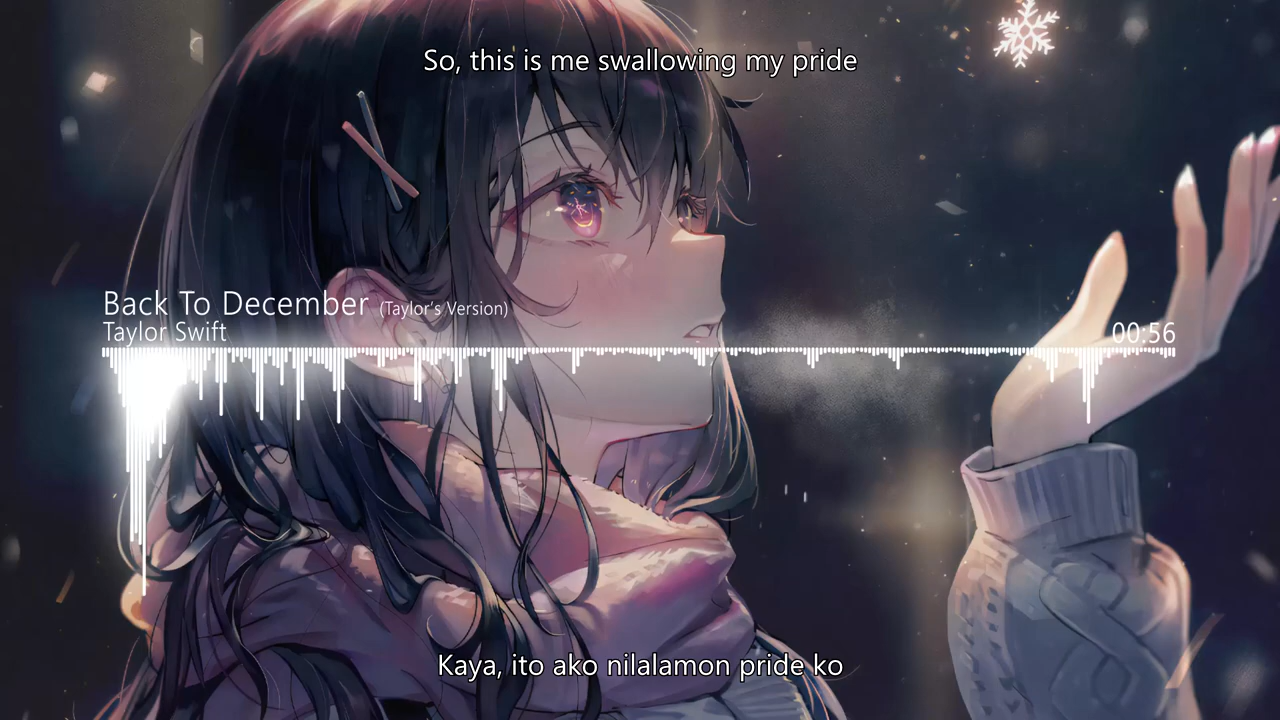 So, this is me swallowing my pride
Back To December (Taylor's Version)
Taylor Swift
00:56
Kaya, ito ako nilalamon pride ko